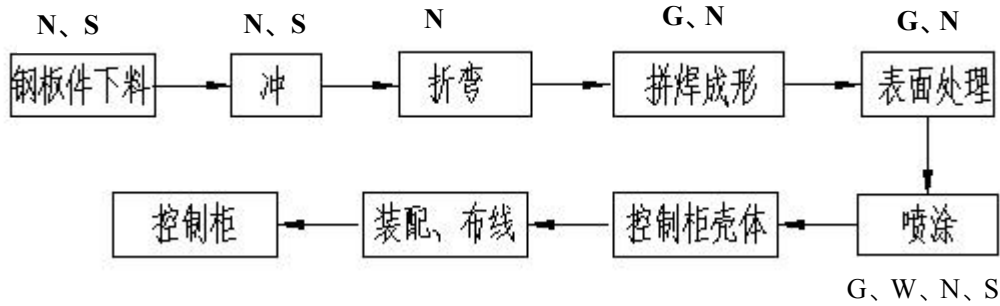 N、S N、S N G、N G、N
钢板件下料 冲 折弯 拼焊成形 表面处理
控制柜 装配、布线 控制柜壳体 喷涂
G、W、N、S